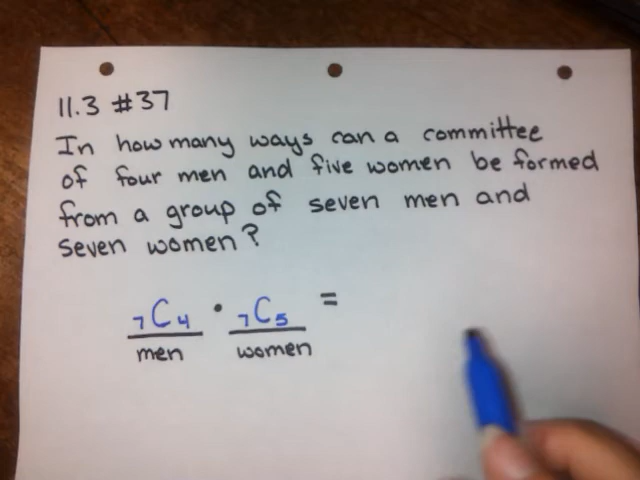 11.3 #37
In how many ways can a committee
of four men and five women be formed
from a group of seven men and
seven women?
₇C₄ · ₇C₅ =
men women